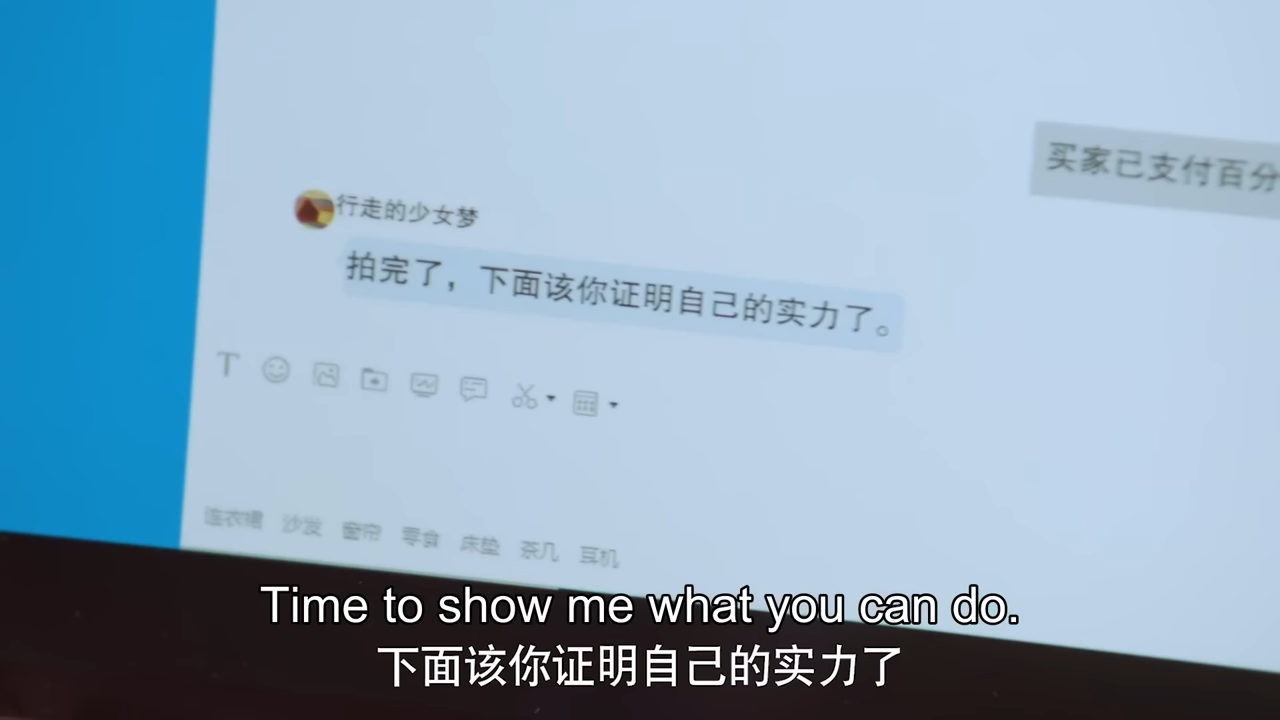 买家已支付百分
行走的少女梦
拍完了，下面该你证明自己的实力了。
T
连衣裙 沙发 窗帘 零食 床垫 茶几 耳机
Time to show me what you can do.
下面该你证明自己的实力了